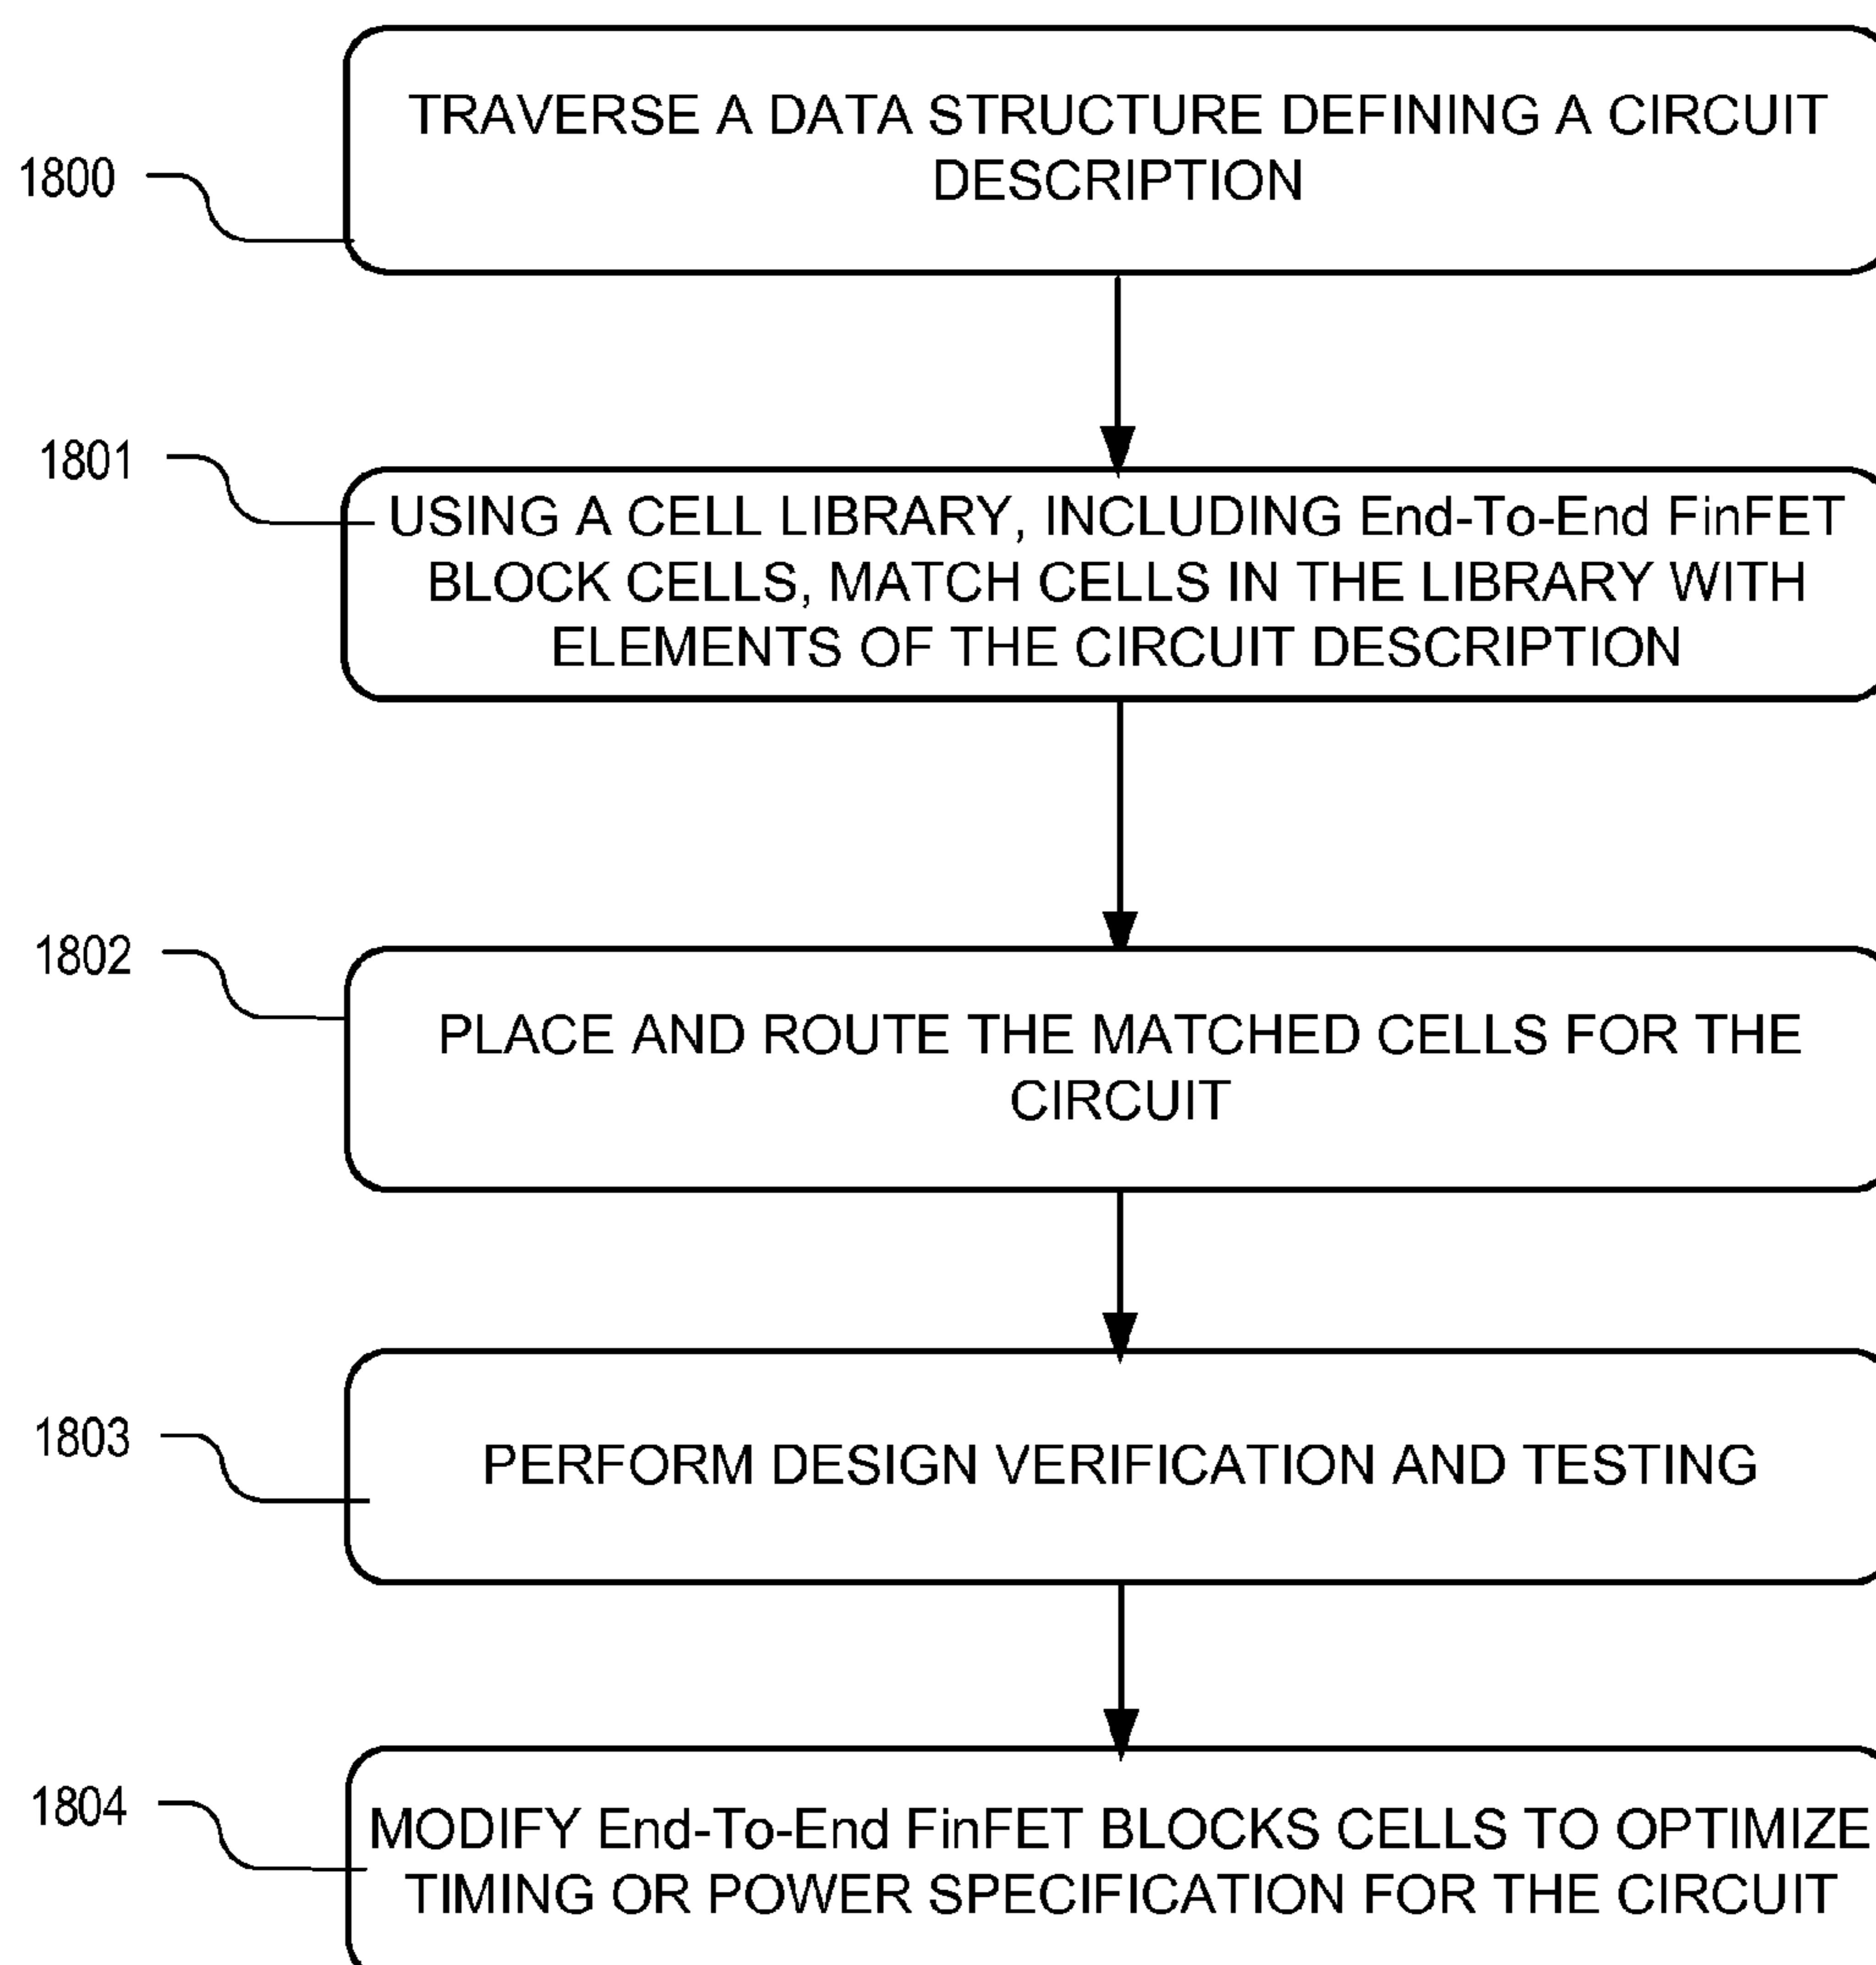 TRAVERSE A DATA STRUCTURE DEFINING A CIRCUIT
DESCRIPTION
1800
1801
USING A CELL LIBRARY, INCLUDING End-To-End FinFET
BLOCK CELLS, MATCH CELLS IN THE LIBRARY WITH
ELEMENTS OF THE CIRCUIT DESCRIPTION
1802
PLACE AND ROUTE THE MATCHED CELLS FOR THE
CIRCUIT
1803
PERFORM DESIGN VERIFICATION AND TESTING
1804
MODIFY End-To-End FinFET BLOCKS CELLS TO OPTIMIZE
TIMING OR POWER SPECIFICATION FOR THE CIRCUIT